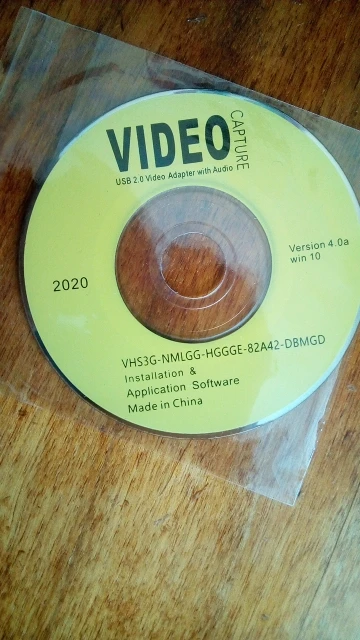 VIDEO
CAPTURE
USB 2.0 Video Adapter with Audio
Version 4.0a
win 10
2020
VHS3G-NMLGG-HGGGE-82A42-DBMGD
Installation &
Application Software
Made in China